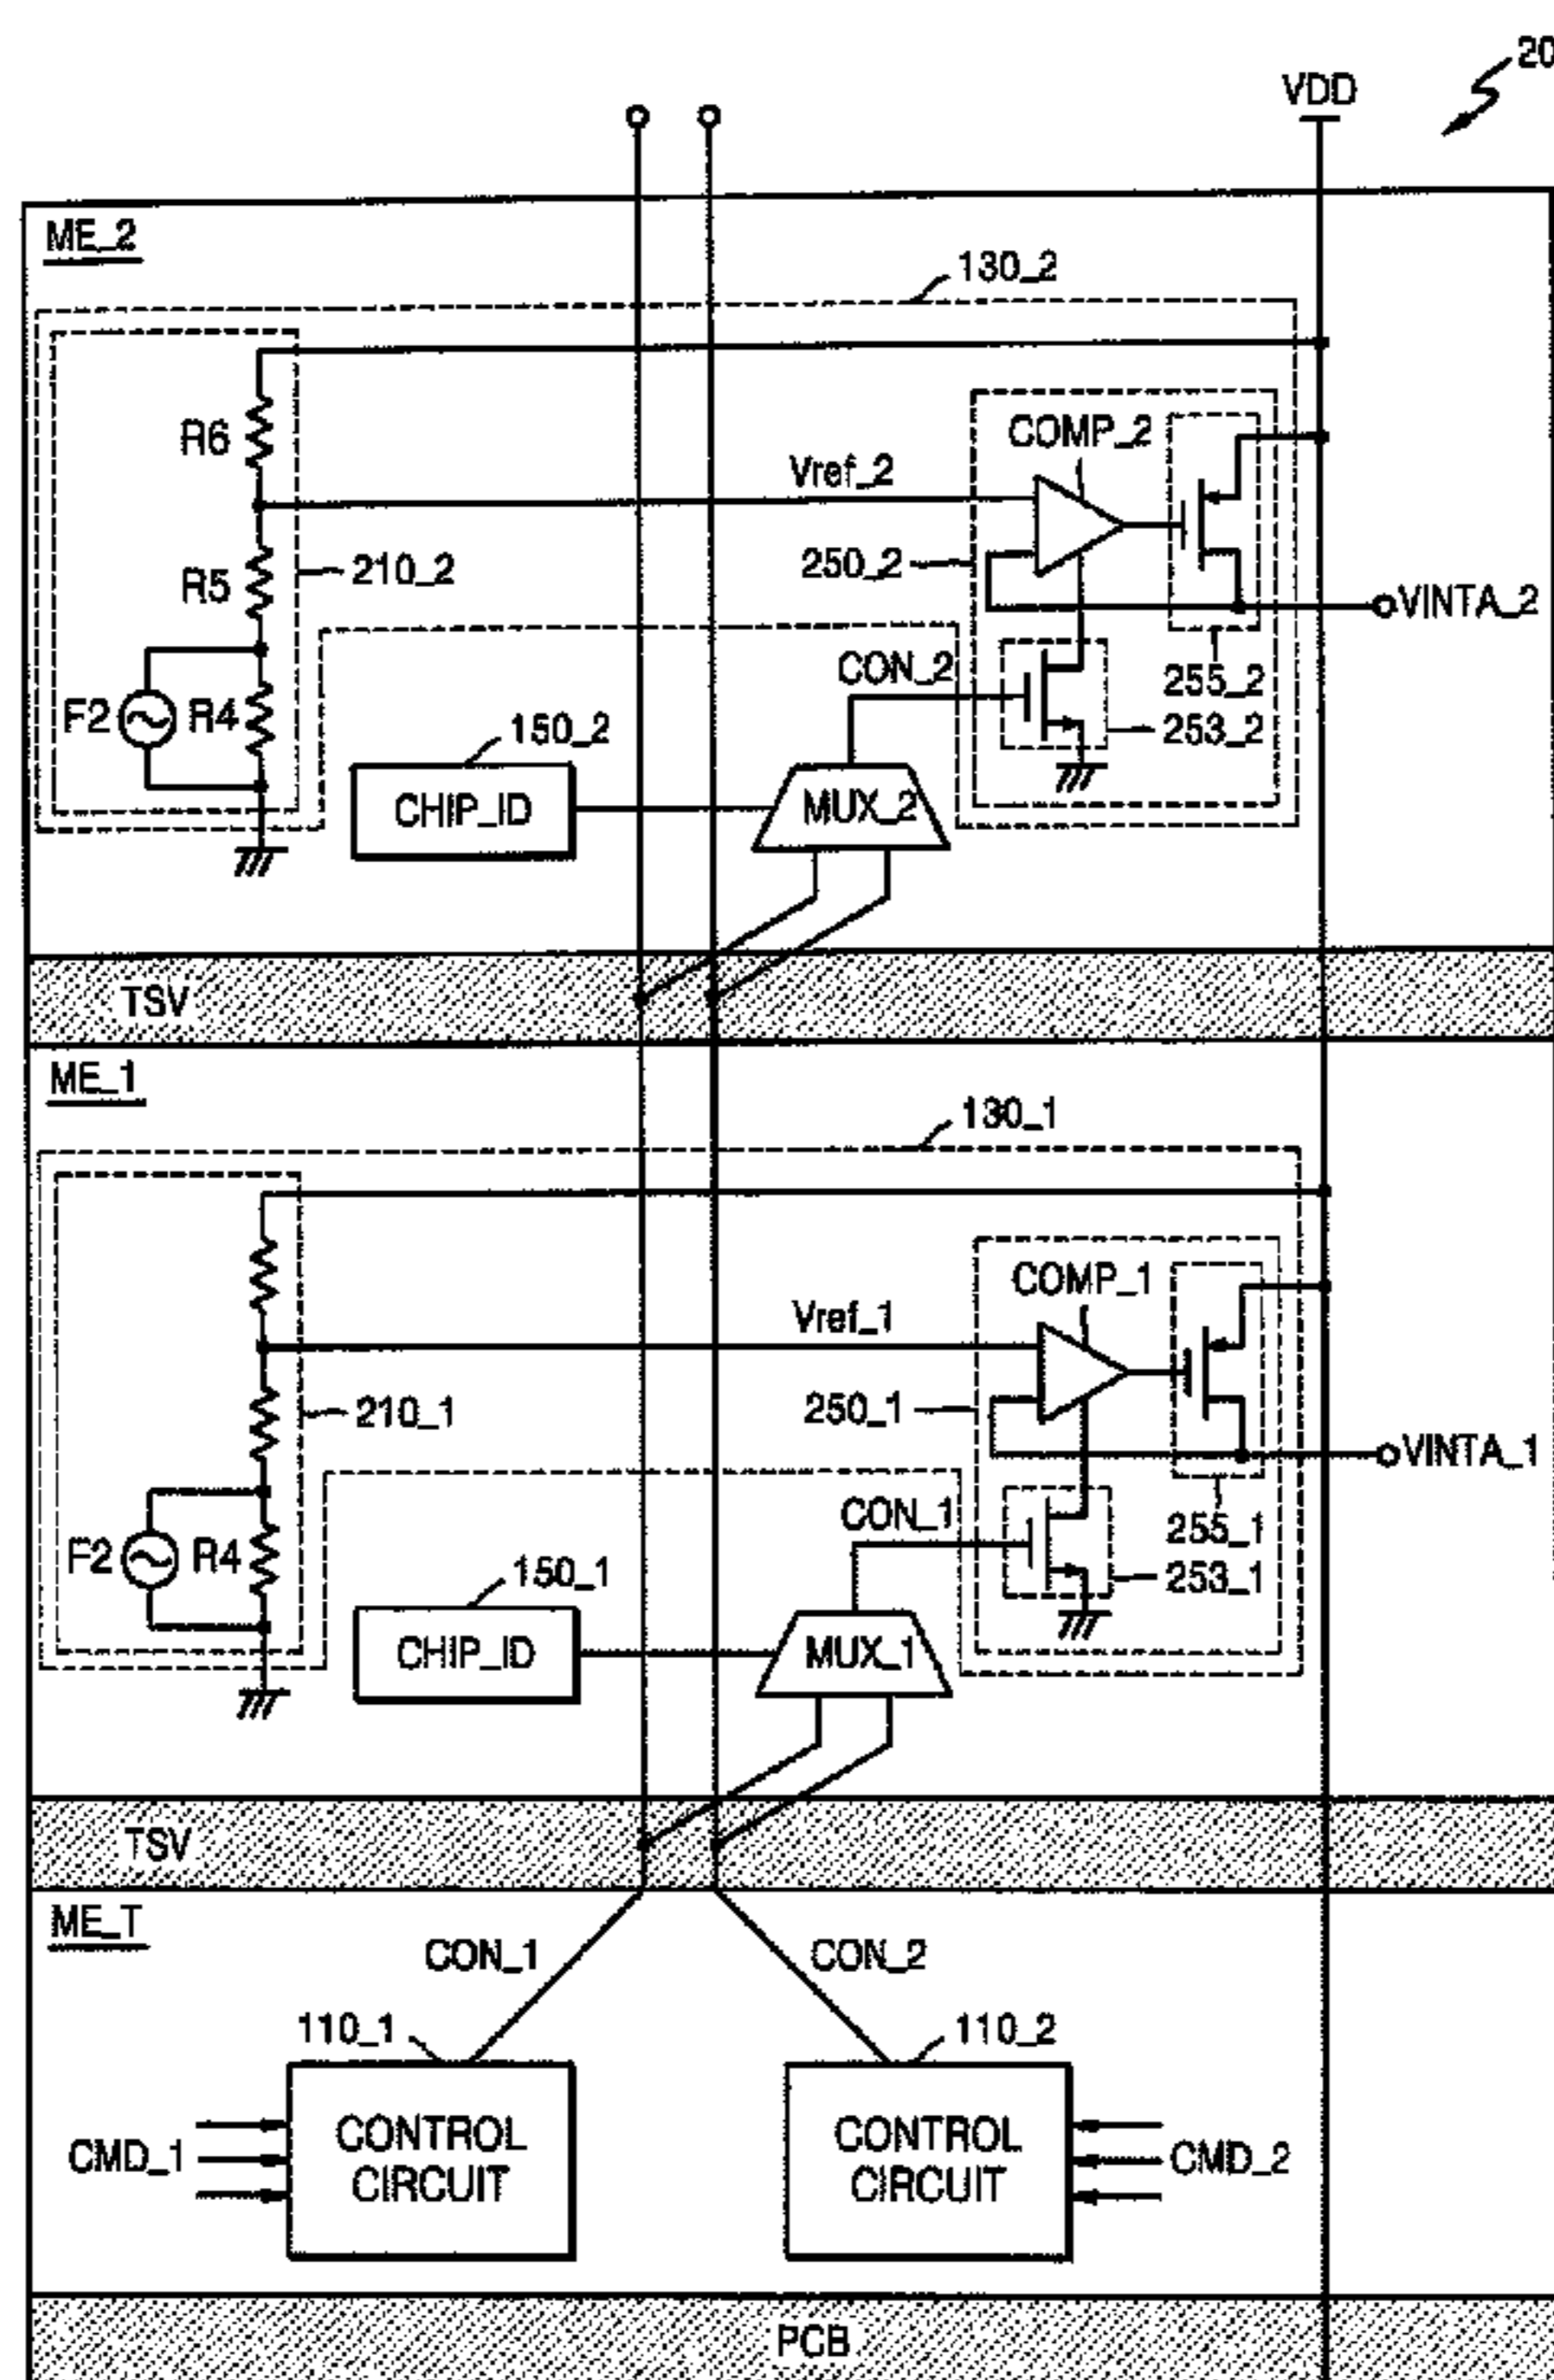 20
VDD
ME_2
130_2
COMP_2
R6
Vref_2
R5
210_2
250_2
VINTA_2
CON_2
255_2
F2
R4
150_2
253_2
CHIP_ID
MUX_2
TSV
ME_1
130_1
COMP_1
Vref_1
210_1
250_1
VINTA_1
CON_1
255_1
F2
R4
150_1
253_1
CHIP_ID
MUX_1
TSV
ME_T
CON_1
CON_2
110_1
110_2
CMD_1
CONTROL
CIRCUIT
CONTROL
CIRCUIT
CMD_2
PCB